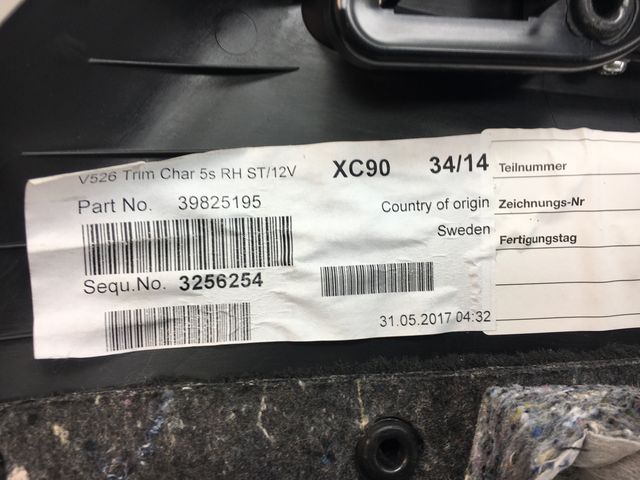 V526 Trim Char 5s RH ST/12V
XC90 34/14
Part No. 39825195
Country of origin
Sweden
Sequ.No. 3256254
31.05.2017 04:32
Teilnummer
Zeichnungs-Nr
Fertigungstag